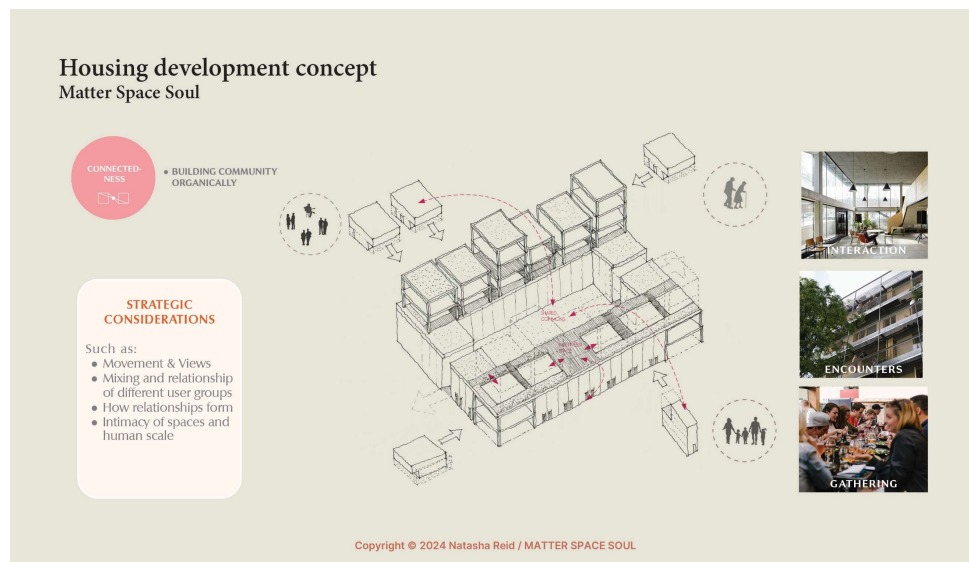 Housing development concept
Matter Space Soul
CONNECTED-
NESS
• BUILDING COMMUNITY
ORGANICALLY
STRATEGIC
CONSIDERATIONS
Such as:
• Movement & Views
• Mixing and relationship
of different user groups
• How relationships form
• Intimacy of spaces and
human scale
SHARED
COMMONS
INTERACTION
ENCOUNTERS
GATHERING
Copyright © 2024 Natasha Reid / MATTER SPACE SOUL